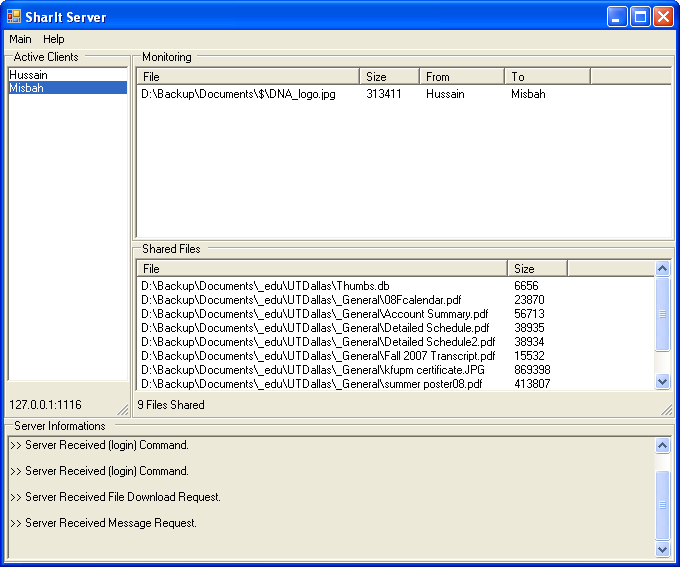 SharIt Server
Main Help
Active Clients
Hussain
Misbah
127.0.0.1:1116
Monitoring
File Size From To
D:\Backup\Documents\$\DNA_logo.jpg 313411 Hussain Misbah
Shared Files
File Size
D:\Backup\Documents\_edu\UTDallas\Thumbs.db 6656
D:\Backup\Documents\_edu\UTDallas\_General\08Fcalendar.pdf 23870
D:\Backup\Documents\_edu\UTDallas\_General\Account Summary.pdf 56713
D:\Backup\Documents\_edu\UTDallas\_General\Detailed Schedule.pdf 38935
D:\Backup\Documents\_edu\UTDallas\_General\Detailed Schedule2.pdf 38934
D:\Backup\Documents\_edu\UTDallas\_General\Fall 2007 Transcript.pdf 15532
D:\Backup\Documents\_edu\UTDallas\_General\kfupm certificate.JPG 869398
D:\Backup\Documents\_edu\UTDallas\_General\summer poster08.pdf 413807
9 Files Shared
Server Informations
>> Server Received (login) Command.
>> Server Received (login) Command.
>> Server Received File Download Request.
>> Server Received Message Request.